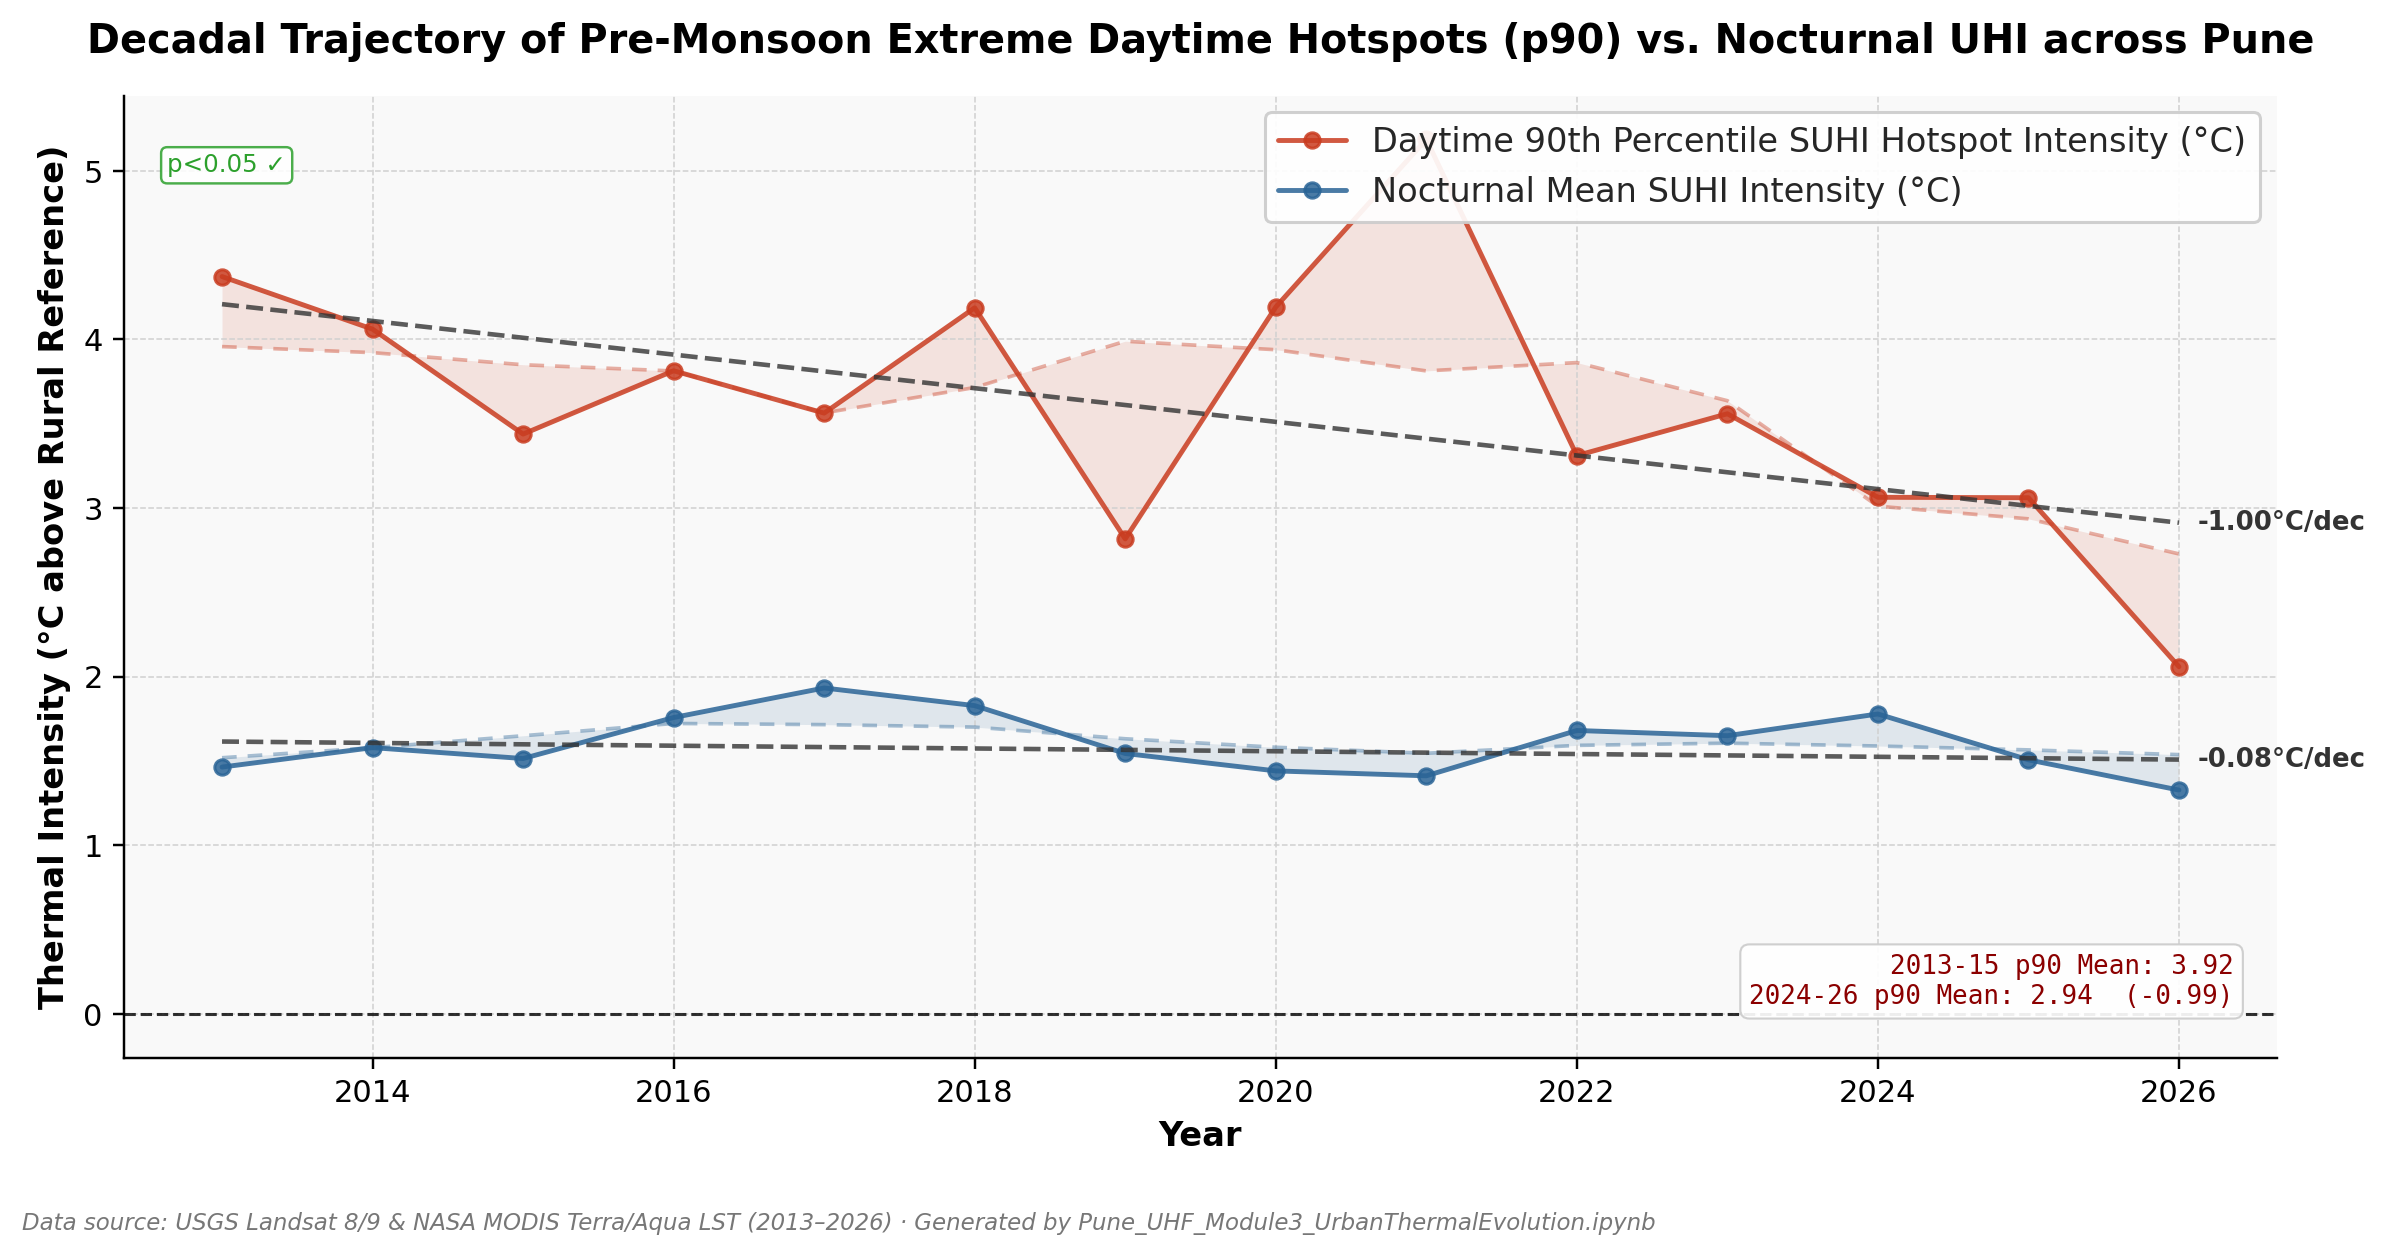 Decadal Trajectory of Pre-Monsoon Extreme Daytime Hotspots (p90) vs. Nocturnal UHI across Pune
Thermal Intensity (°C above Rural Reference)
5
4
3
2
1
0
p<0.05 ✓
Daytime 90th Percentile SUHI Hotspot Intensity (°C)
Nocturnal Mean SUHI Intensity (°C)
-1.00°C/dec
-0.08°C/dec
2013-15 p90 Mean: 3.92
2024-26 p90 Mean: 2.94 (-0.99)
2014 2016 2018 2020 2022 2024 2026
Year
Data source: USGS Landsat 8/9 & NASA MODIS Terra/Aqua LST (2013–2026) · Generated by Pune_UHF_Module3_UrbanThermalEvolution.ipynb